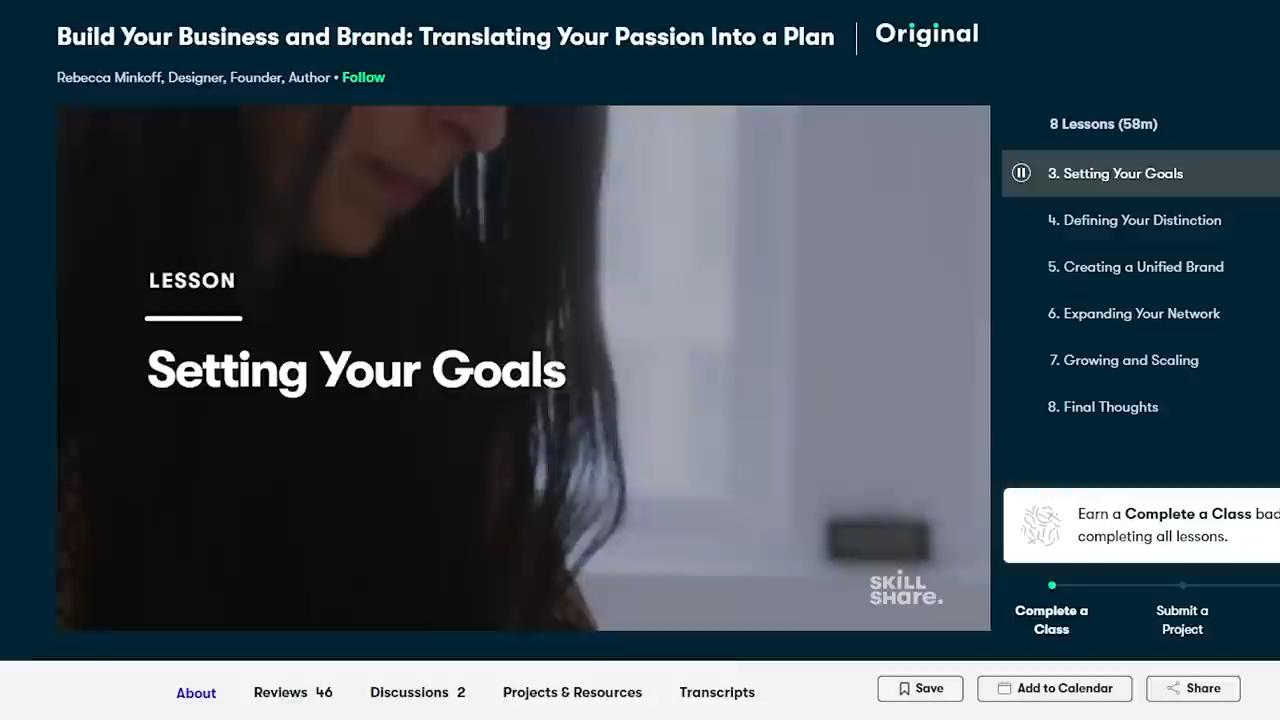 Build Your Business and Brand: Translating Your Passion Into a Plan
Original
Rebecca Minkoff, Designer, Founder, Author • Follow
8 Lessons (58m)
3. Setting Your Goals
4. Defining Your Distinction
5. Creating a Unified Brand
6. Expanding Your Network
7. Growing and Scaling
8. Final Thoughts
LESSON
Setting Your Goals
SKILL
SHare.
Earn a Complete a Class bad
completing all lessons.
Complete a
Class
Submit a
Project
About
Reviews 46
Discussions 2
Projects & Resources
Transcripts
Save
Add to Calendar
Share